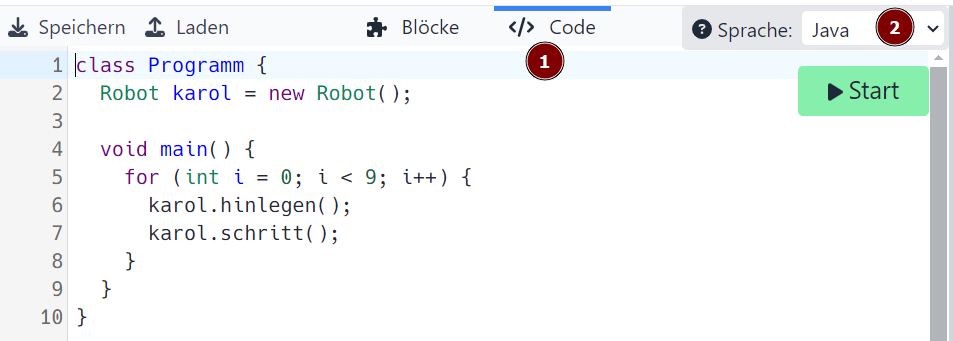 Speichern Laden Blöcke </> Code ? Sprache: Java 2
1
1 class Programm {
2   Robot karol = new Robot();
3
4   void main() {
5     for (int i = 0; i < 9; i++) {
6       karol.hinlegen();
7       karol.schritt();
8     }
9   }
10 }
Start